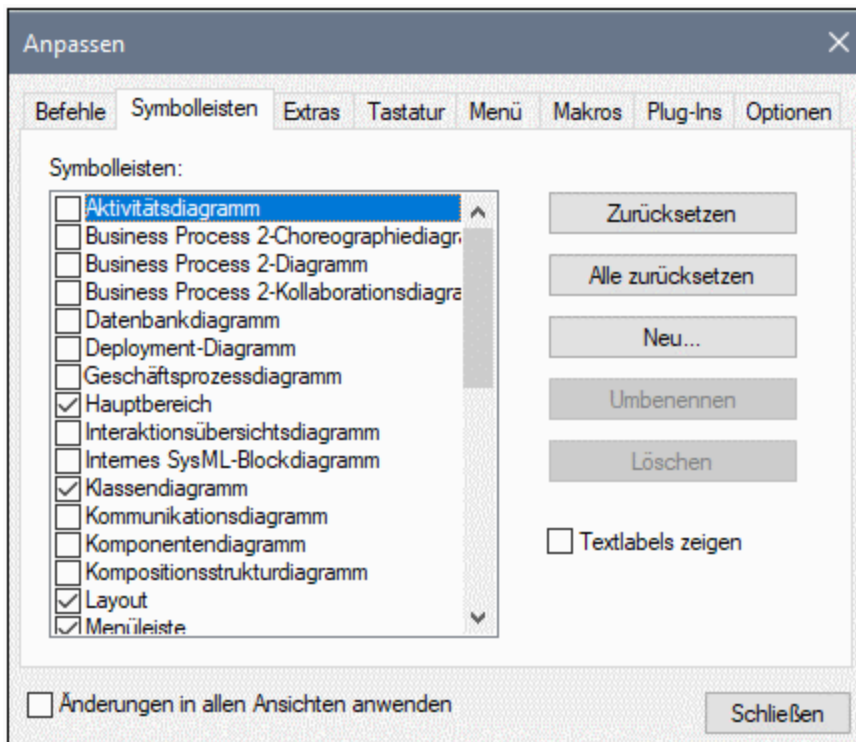 Anpassen
Befehle Symbolleisten Extras Tastatur Menü Makros Plug-Ins Optionen
Symbolleisten:
Aktivitätsdiagramm
Business Process 2-Choreographiediagr
Business Process 2-Diagramm
Business Process 2-Kollaborationsdiagra
Datenbankdiagramm
Deployment-Diagramm
Geschäftsprozessdiagramm
Hauptbereich
Interaktionsübersichtsdiagramm
Internes SysML-Blockdiagramm
Klassendiagramm
Kommunikationsdiagramm
Komponentendiagramm
Kompositionsstrukturdiagramm
Layout
Menüleiste
Zurücksetzen
Alle zurücksetzen
Neu...
Umbenennen
Löschen
Textlabels zeigen
Änderungen in allen Ansichten anwenden
Schließen